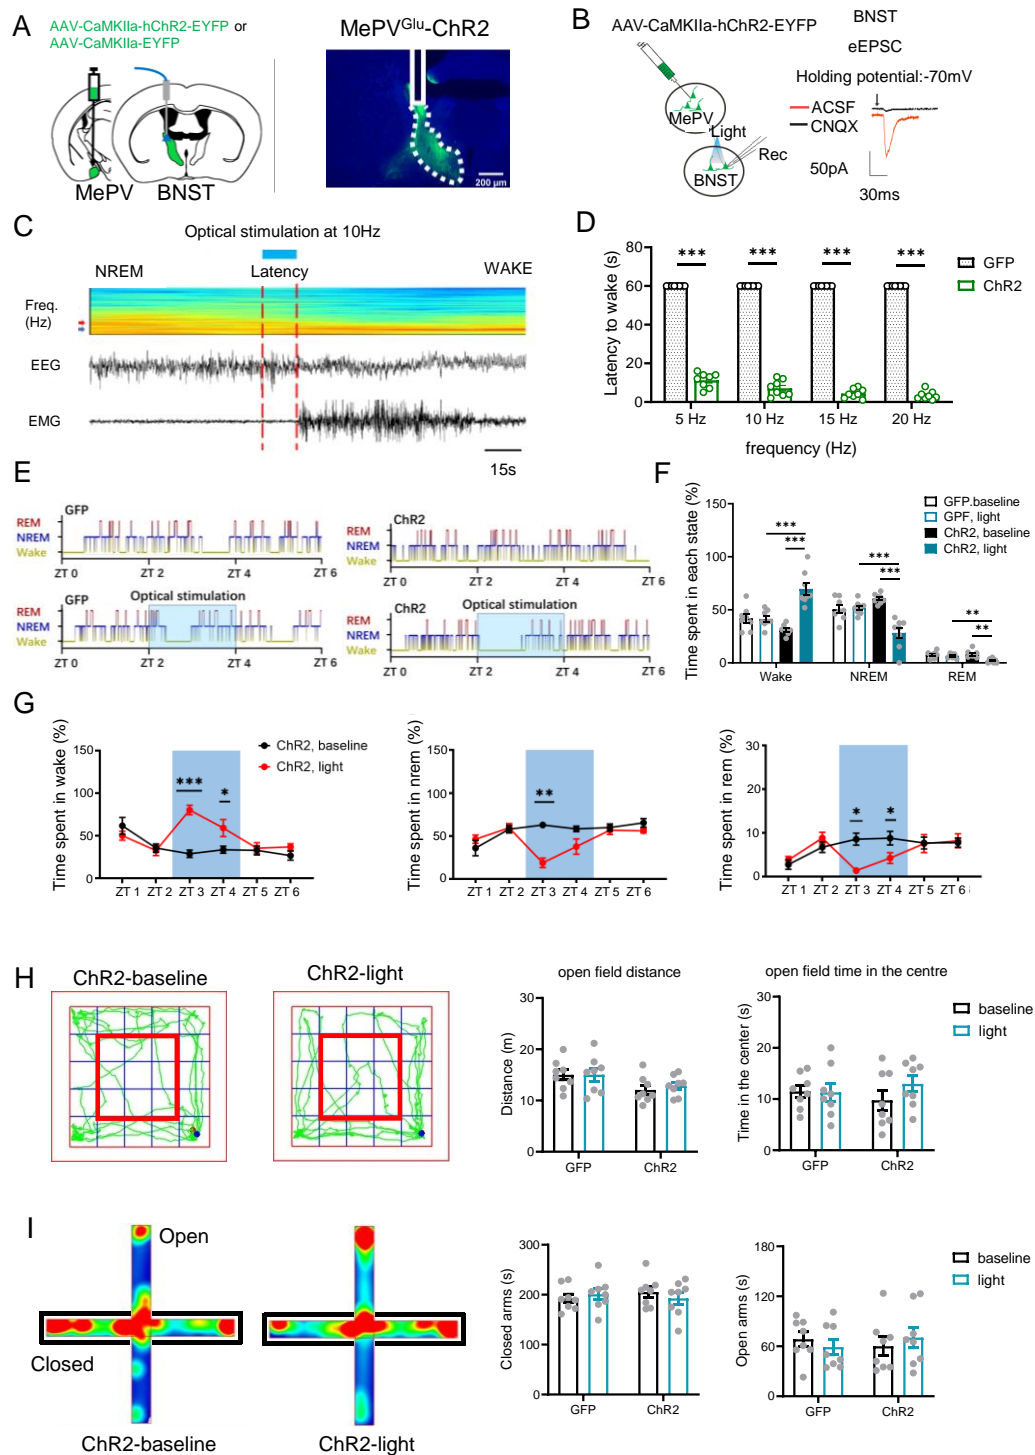 A
AAV-CaMKIIa-hChR2-EYFP or
AAV-CaMKIIa-EYFP
MePV
BNST
MePV^Glu-ChR2
200 µm
B
AAV-CaMKIIa-hChR2-EYFP
BNST
eEPSC
Holding potential:-70mV
MePV
Light
BNST
Rec
ACSF
CNQX
50pA
30ms
C
Optical stimulation at 10Hz
NREM
Latency
WAKE
Freq.
(Hz)
EEG
EMG
15s
D
Latency to wake (s)
80
60
40
20
0
*** *** *** ***
GFP
ChR2
5 Hz 10 Hz 15 Hz 20 Hz
frequency (Hz)
E
GFP
REM
NREM
Wake
ZT 0 ZT 2 ZT 4 ZT 6
ChR2
REM
NREM
Wake
ZT 0 ZT 2 ZT 4 ZT 6
GFP
Optical stimulation
REM
NREM
Wake
ZT 0 ZT 2 ZT 4 ZT 6
ChR2
Optical stimulation
REM
NREM
Wake
ZT 0 ZT 2 ZT 4 ZT 6
F
Time spent in each state (%)
150
100
50
0
GFP.baseline
GPF, light
ChR2, baseline
ChR2, light
***
***
***
***
**
**
Wake NREM REM
G
Time spent in wake (%)
150
100
50
0
ChR2, baseline
ChR2, light
*** *
ZT 1 ZT 2 ZT 3 ZT 4 ZT 5 ZT 6
Time spent in nrem (%)
150
100
50
0
**
ZT 1 ZT 2 ZT 3 ZT 4 ZT 5 ZT 6
Time spent in rem (%)
30
20
10
0
* *
ZT 1 ZT 2 ZT 3 ZT 4 ZT 5 ZT 6
H
ChR2-baseline
ChR2-light
open field distance
Distance (m)
30
20
10
0
GFP ChR2
open field time in the centre
Time in the center (s)
30
20
10
0
GFP ChR2
baseline
light
I
Open
Closed
ChR2-baseline
ChR2-light
Closed arms (s)
300
200
100
0
GFP ChR2
Open arms (s)
180
120
60
0
GFP ChR2
baseline
light